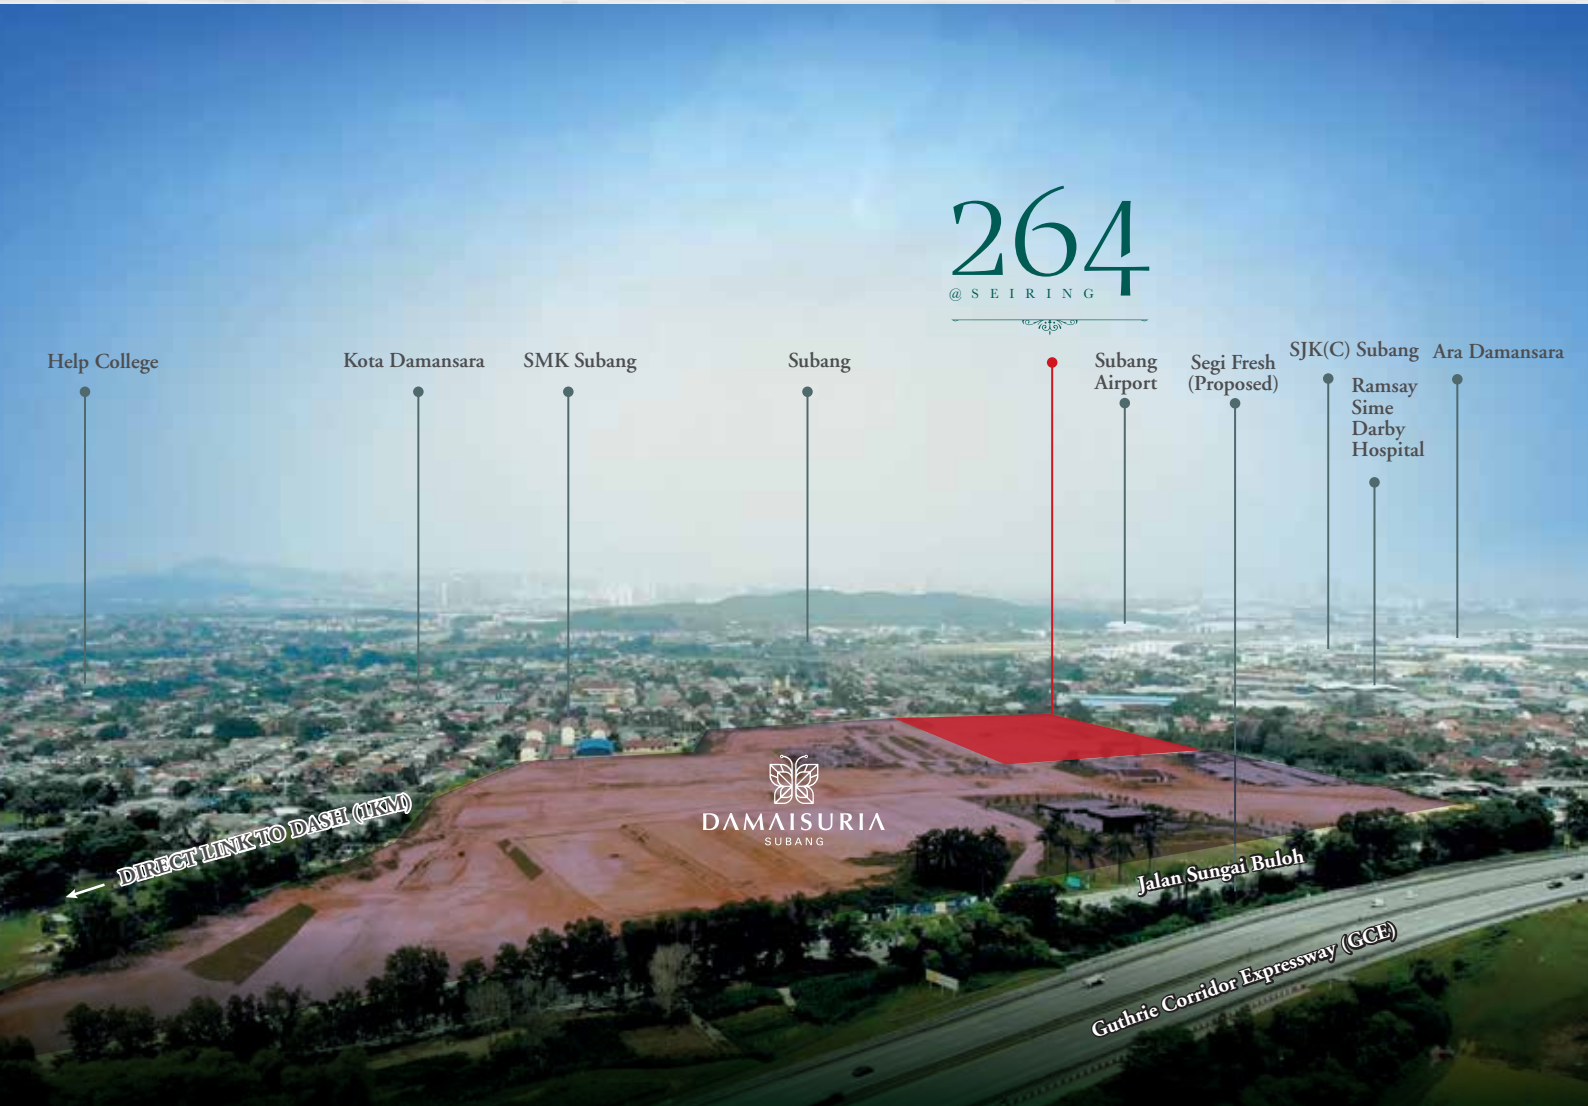 264
@SEIRING
Help College
Kota Damansara
SMK Subang
Subang
Subang
Airport
Segi Fresh
(Proposed)
SJK(C) Subang
Ramsay
Sime
Darby
Hospital
Ara Damansara
DAMAISURIA
SUBANG
DIRECT LINK TO DASH (1KM)
Jalan Sungai Buloh
Guthrie Corridor Expressway (GCE)